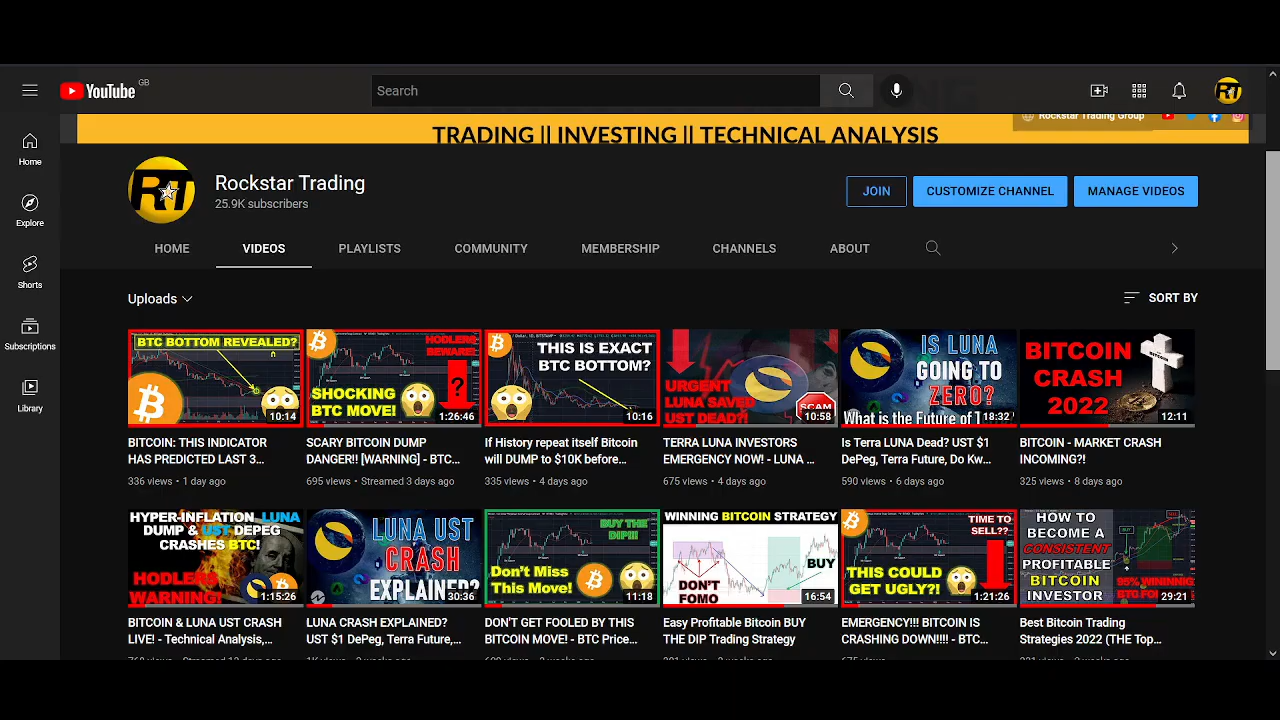 YouTube GB
Search
TRADING || INVESTING || TECHNICAL ANALYSIS
Rockstar Trading Group
Home
Explore
Shorts
Subscriptions
Library
RT
Rockstar Trading
25.9K subscribers
JOIN
CUSTOMIZE CHANNEL
MANAGE VIDEOS
HOME
VIDEOS
PLAYLISTS
COMMUNITY
MEMBERSHIP
CHANNELS
ABOUT
Uploads
SORT BY
BTC BOTTOM REVEALED?
10:14
BITCOIN: THIS INDICATOR
HAS PREDICTED LAST 3...
336 views • 1 day ago
HODLERS
BEWARE!
?
SHOCKING
BTC MOVE!
1:26:46
SCARY BITCOIN DUMP
DANGER!! [WARNING] - BTC...
695 views • Streamed 3 days ago
THIS IS EXACT
BTC BOTTOM?
10:16
If History repeat itself Bitcoin
will DUMP to $10K before...
335 views • 4 days ago
URGENT
LUNA SAVED
UST DEAD?!
SCAM
10:58
TERRA LUNA INVESTORS
EMERGENCY NOW! - LUNA ...
675 views • 4 days ago
IS LUNA
GOING TO
ZERO?
What is the Future of T
18:32
Is Terra LUNA Dead? UST $1
DePeg, Terra Future, Do Kw...
590 views • 6 days ago
BITCOIN
CRASH
2022
12:11
BITCOIN - MARKET CRASH
INCOMING?!
325 views • 8 days ago
HYPER-INFLATION, LUNA
DUMP & UST DEPEG
CRASHES BTC!
HODLERS
WARNING!
1:15:26
BITCOIN & LUNA UST CRASH
LIVE! - Technical Analysis,...
LUNA UST
CRASH
EXPLAINED?
30:36
LUNA CRASH EXPLAINED?
UST $1 DePeg, Terra Future,...
BUY THE
DIP!!!
Don't Miss
This Move!
11:18
DON'T GET FOOLED BY THIS
BITCOIN MOVE! - BTC Price...
WINNING BITCOIN STRATEGY
BUY
DON'T
FOMO
16:54
Easy Profitable Bitcoin BUY
THE DIP Trading Strategy
TIME TO
SELL??
THIS COULD
GET UGLY?!
1:21:26
EMERGENCY!!! BITCOIN IS
CRASHING DOWN!!!! - BTC...
HOW TO
BECOME A
CONSISTENT
PROFITABLE
BITCOIN
INVESTOR
BUY
29:21
Best Bitcoin Trading
Strategies 2022 (THE Top...